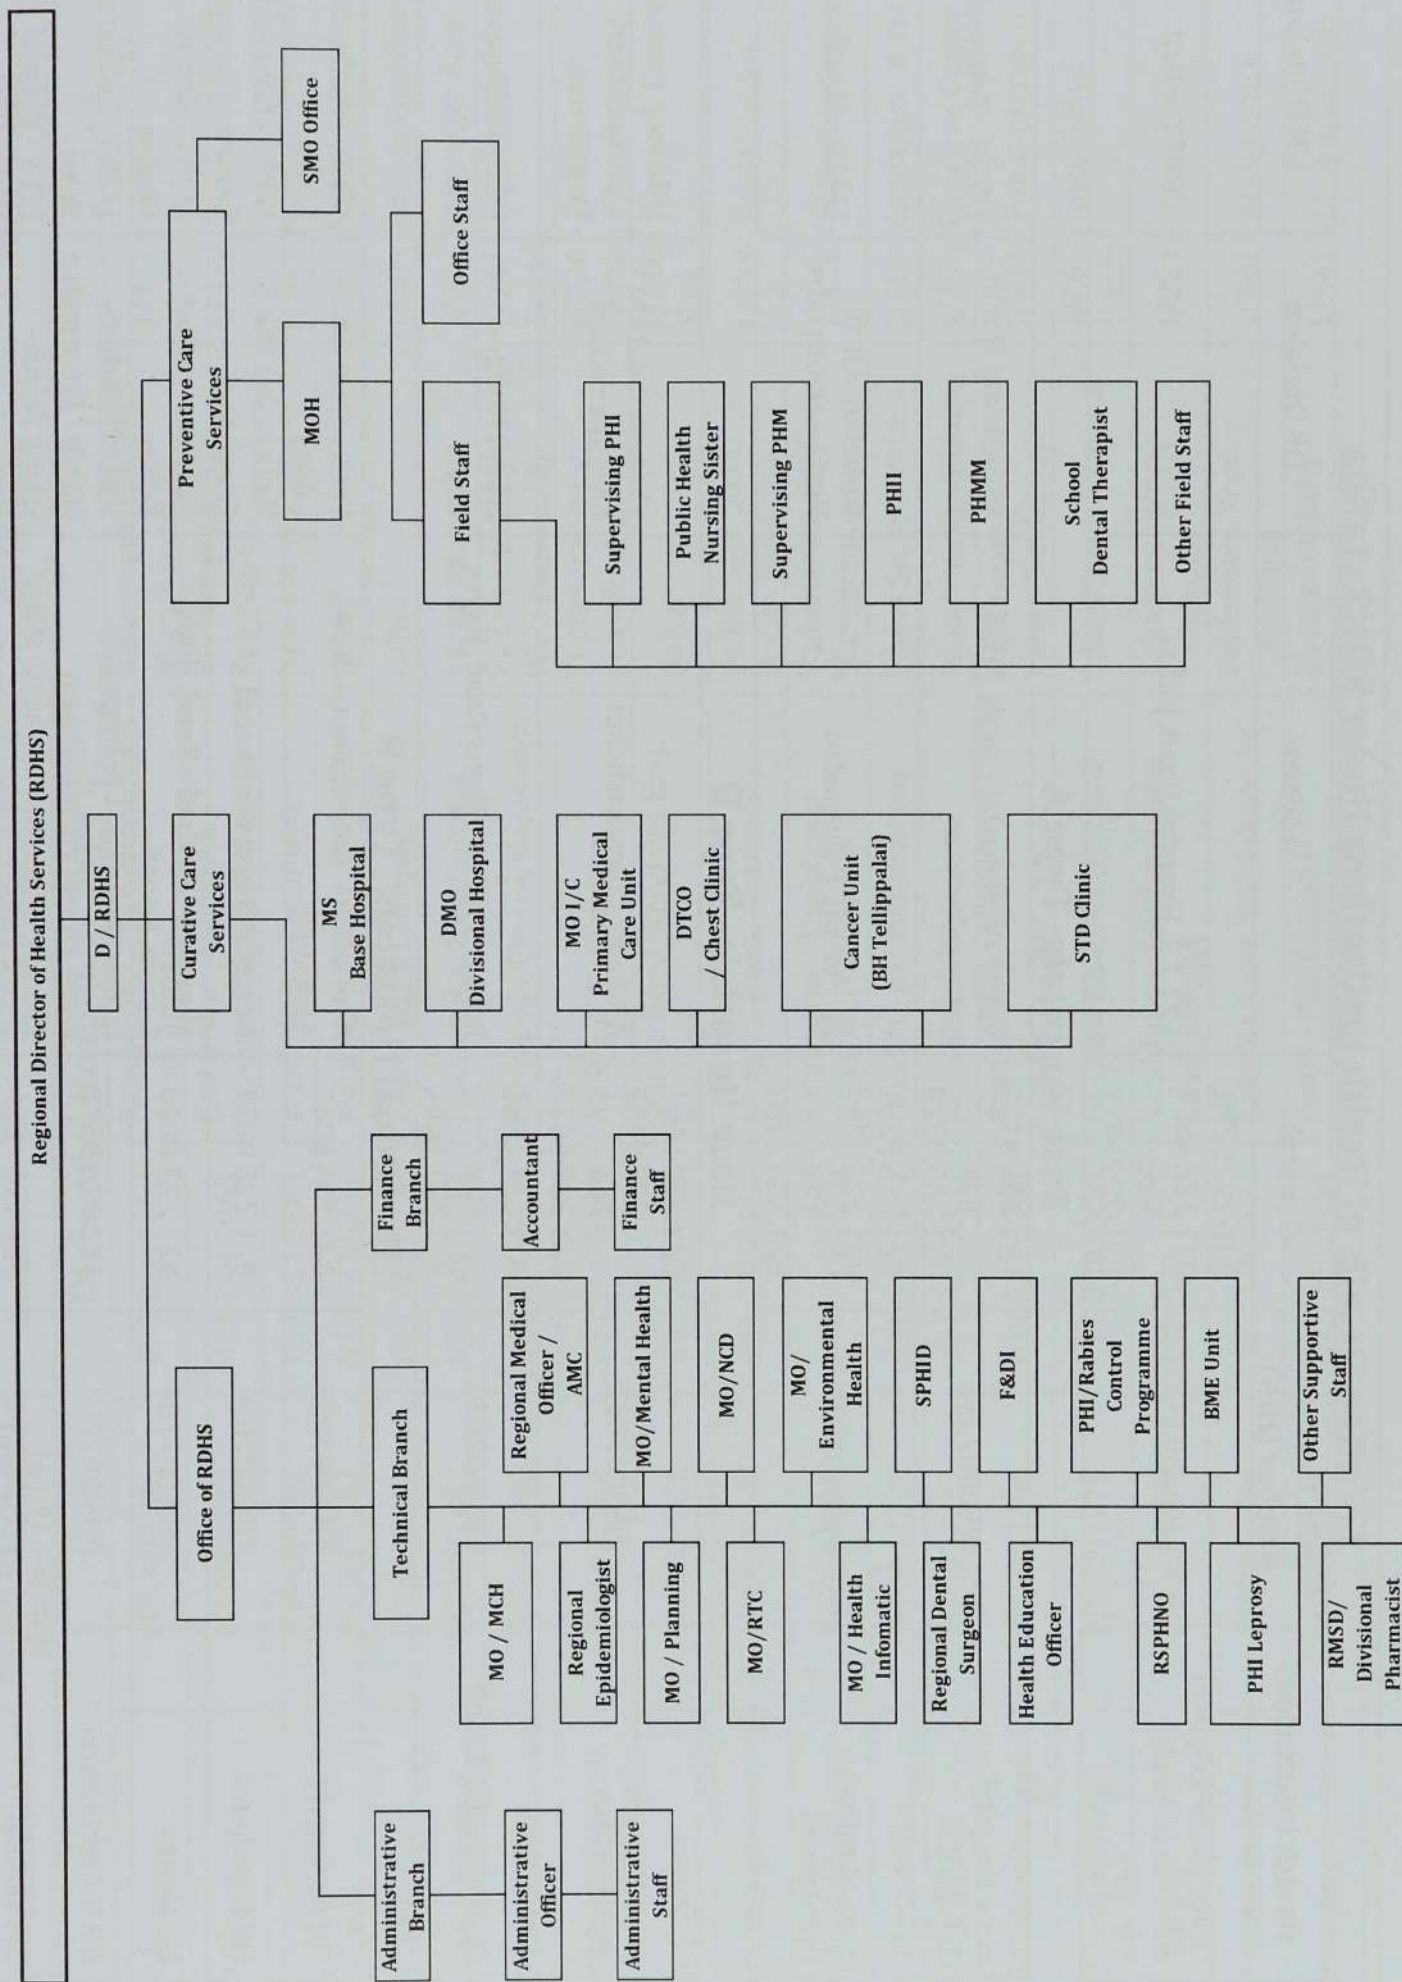 Regional Director of Health Services (RDHS)
D / RDHS
Office of RDHS
Curative Care
Services
Preventive Care
Services
Administrative
Branch
Administrative
Officer
Administrative
Staff
Technical Branch
MO / MCH
Regional
Epidemiologist
MO / Planning
MO/RTC
MO / Health
Infomatic
Regional Dental
Surgeon
Health Education
Officer
RSPHNO
PHI Leprosy
RMSD/
Divisional
Pharmacist
Regional Medical
Officer /
AMC
MO/Mental Health
MO/NCD
MO/
Environmental
Health
SPHID
F&DI
PHI/Rabies
Control
Programme
BME Unit
Other Supportive
Staff
Finance
Branch
Accountant
Finance
Staff
MS
Base Hospital
DMO
Divisional Hospital
MO I/C
Primary Medical
Care Unit
DTCO
/ Chest Clinic
Cancer Unit
(BH Tellippalai)
STD Clinic
MOH
SMO Office
Field Staff
Office Staff
Supervising PHI
Public Health
Nursing Sister
Supervising PHM
PHII
PHMM
School
Dental Therapist
Other Field Staff